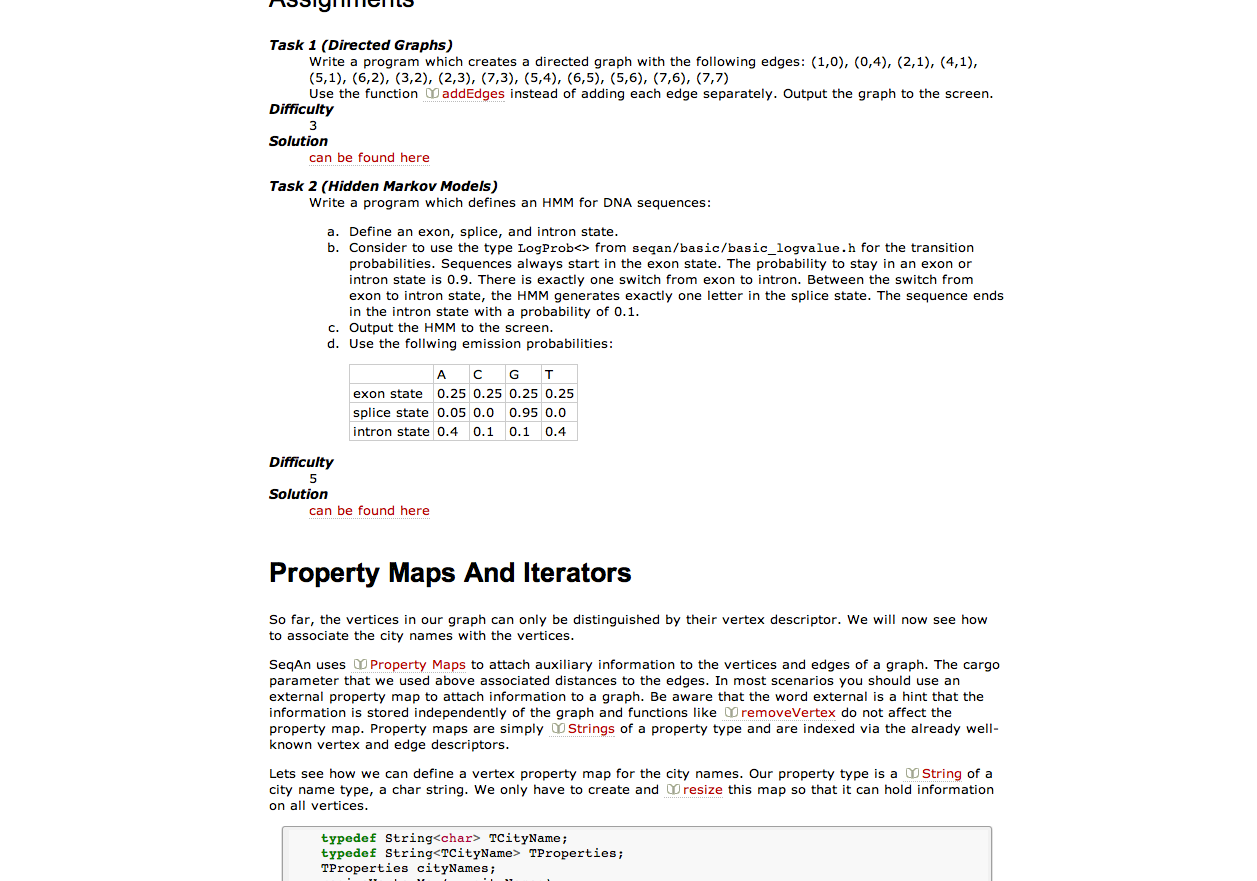 Assignments
Task 1 (Directed Graphs)
Write a program which creates a directed graph with the following edges: (1,0), (0,4), (2,1), (4,1),
(5,1), (6,2), (3,2), (2,3), (7,3), (5,4), (6,5), (5,6), (7,6), (7,7)
Use the function addEdges instead of adding each edge separately. Output the graph to the screen.
Difficulty
3
Solution
can be found here
Task 2 (Hidden Markov Models)
Write a program which defines an HMM for DNA sequences:
a. Define an exon, splice, and intron state.
b. Consider to use the type LogProb<> from seqan/basic/basic_logvalue.h for the transition
probabilities. Sequences always start in the exon state. The probability to stay in an exon or
intron state is 0.9. There is exactly one switch from exon to intron. Between the switch from
exon to intron state, the HMM generates exactly one letter in the splice state. The sequence ends
in the intron state with a probability of 0.1.
c. Output the HMM to the screen.
d. Use the follwing emission probabilities:
A C G T
exon state 0.25 0.25 0.25 0.25
splice state 0.05 0.0 0.95 0.0
intron state 0.4 0.1 0.1 0.4
Difficulty
5
Solution
can be found here
Property Maps And Iterators
So far, the vertices in our graph can only be distinguished by their vertex descriptor. We will now see how
to associate the city names with the vertices.
SeqAn uses Property Maps to attach auxiliary information to the vertices and edges of a graph. The cargo
parameter that we used above associated distances to the edges. In most scenarios you should use an
external property map to attach information to a graph. Be aware that the word external is a hint that the
information is stored independently of the graph and functions like removeVertex do not affect the
property map. Property maps are simply Strings of a property type and are indexed via the already well-
known vertex and edge descriptors.
Lets see how we can define a vertex property map for the city names. Our property type is a String of a
city name type, a char string. We only have to create and resize this map so that it can hold information
on all vertices.
typedef String<char> TCityName;
typedef String<TCityName> TProperties;
TProperties cityNames;